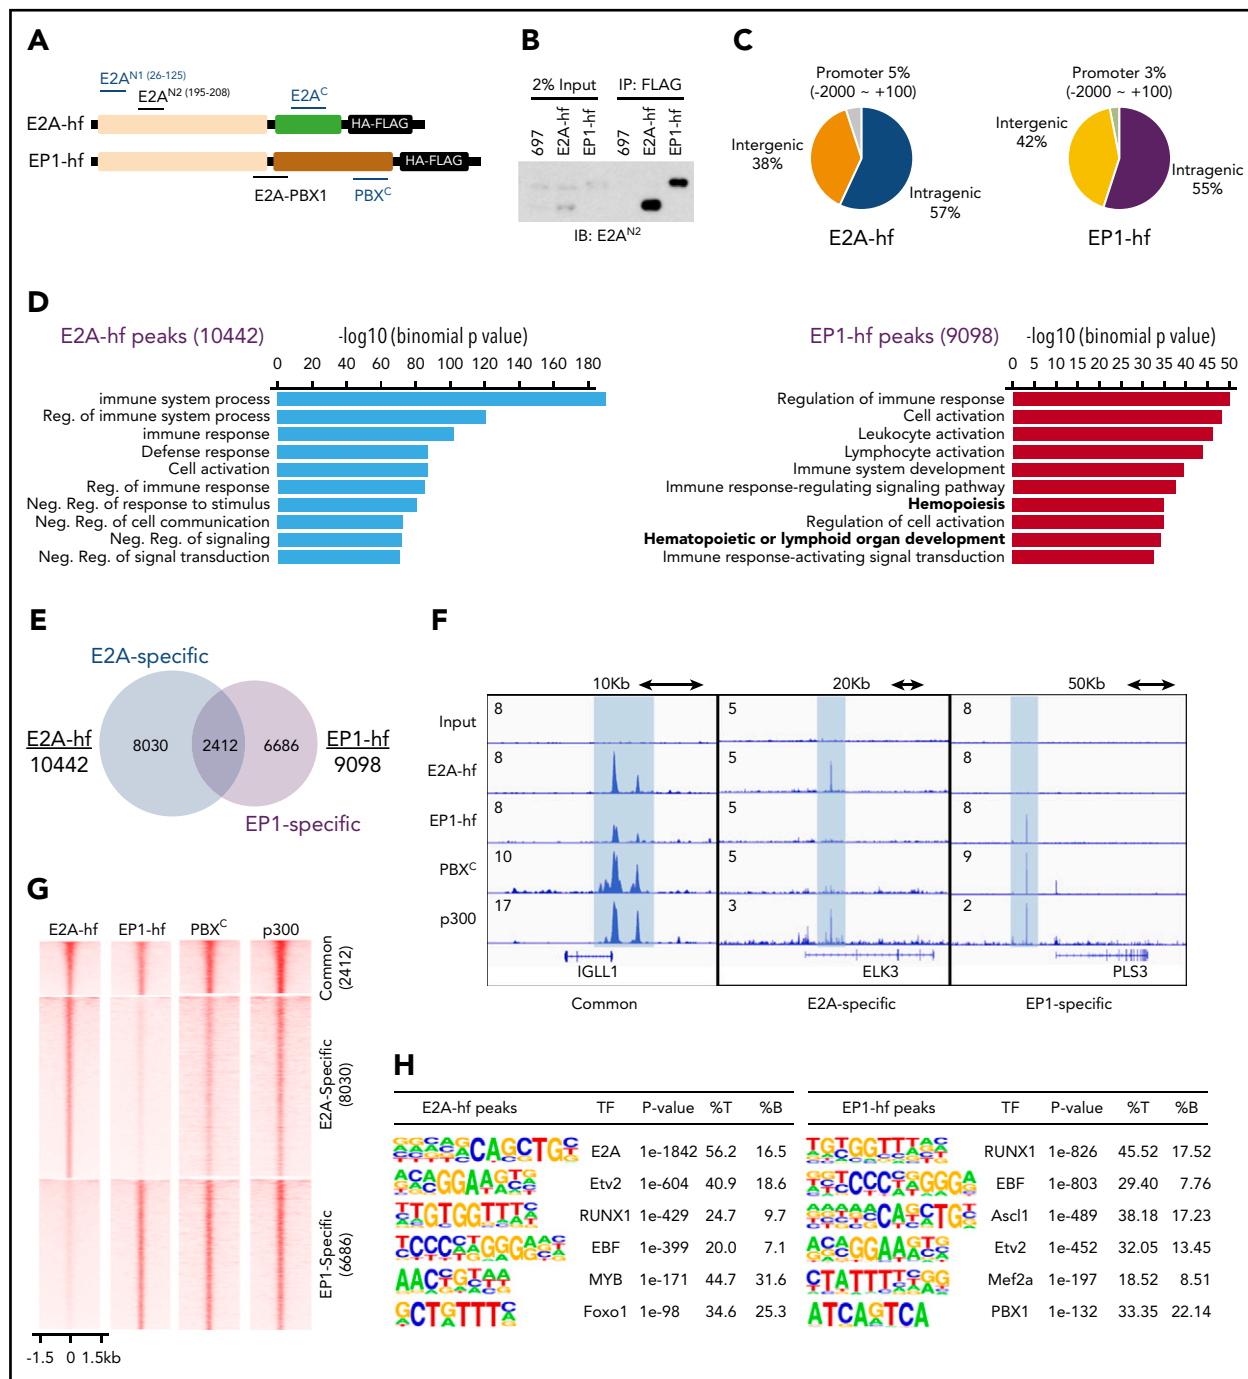 A
E2A^N1 (26-125)
E2A^N2 (195-208)
E2A^C
E2A-hf
HA-FLAG
EP1-hf
HA-FLAG
E2A-PBX1
PBX^C
B
2% Input
IP: FLAG
697
E2A-hf
EP1-hf
697
E2A-hf
EP1-hf
IB: E2A^N2
C
Promoter 5%
(-2000 ~ +100)
Intergenic
38%
Intragenic
57%
E2A-hf
Promoter 3%
(-2000 ~ +100)
Intergenic
42%
Intragenic
55%
EP1-hf
D
E2A-hf peaks (10442)
-log10 (binomial p value)
0 20 40 60 80 100 120 140 160 180
immune system process
Reg. of immune system process
immune response
Defense response
Cell activation
Reg. of immune response
Neg. Reg. of response to stimulus
Neg. Reg. of cell communication
Neg. Reg. of signaling
Neg. Reg. of signal transduction
EP1-hf peaks (9098)
-log10 (binomial p value)
0 5 10 15 20 25 30 35 40 45 50
Regulation of immune response
Cell activation
Leukocyte activation
Lymphocyte activation
Immune system development
Immune response-regulating signaling pathway
Hemopoiesis
Regulation of cell activation
Hematopoietic or lymphoid organ development
Immune response-activating signal transduction
E
E2A-specific
E2A-hf
10442
8030
2412
6686
EP1-hf
9098
EP1-specific
F
10Kb
20Kb
50Kb
Input
8
5
8
E2A-hf
8
5
8
EP1-hf
8
5
8
PBX^C
10
5
9
p300
17
3
2
IGLL1
ELK3
PLS3
Common
E2A-specific
EP1-specific
G
E2A-hf EP1-hf PBX^C p300
Common
(2412)
E2A-Specific
(8030)
EP1-Specific
(6686)
-1.5 0 1.5kb
H
E2A-hf peaks TF P-value %T %B
E2A 1e-1842 56.2 16.5
Etv2 1e-604 40.9 18.6
RUNX1 1e-429 24.7 9.7
EBF 1e-399 20.0 7.1
MYB 1e-171 44.7 31.6
Foxo1 1e-98 34.6 25.3
EP1-hf peaks TF P-value %T %B
RUNX1 1e-826 45.52 17.52
EBF 1e-803 29.40 7.76
Ascl1 1e-489 38.18 17.23
Etv2 1e-452 32.05 13.45
Mef2a 1e-197 18.52 8.51
ATCAGTCA PBX1 1e-132 33.35 22.14